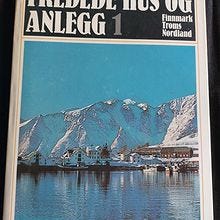 FREDEDE HUS OG
ANLEGG 1
Finnmark
Troms
Nordland